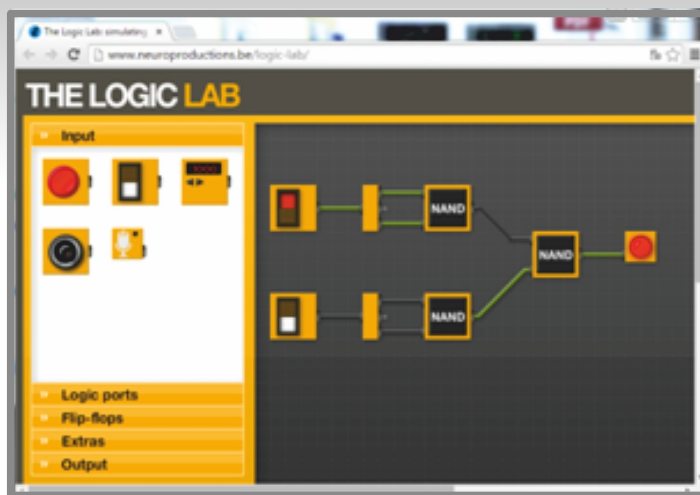 The Logic Lab: simulating
www.neuroproductions.be/logic-lab/
THE LOGIC LAB
Input
Logic ports
Flip-flops
Extras
Output
NAND
NAND
NAND